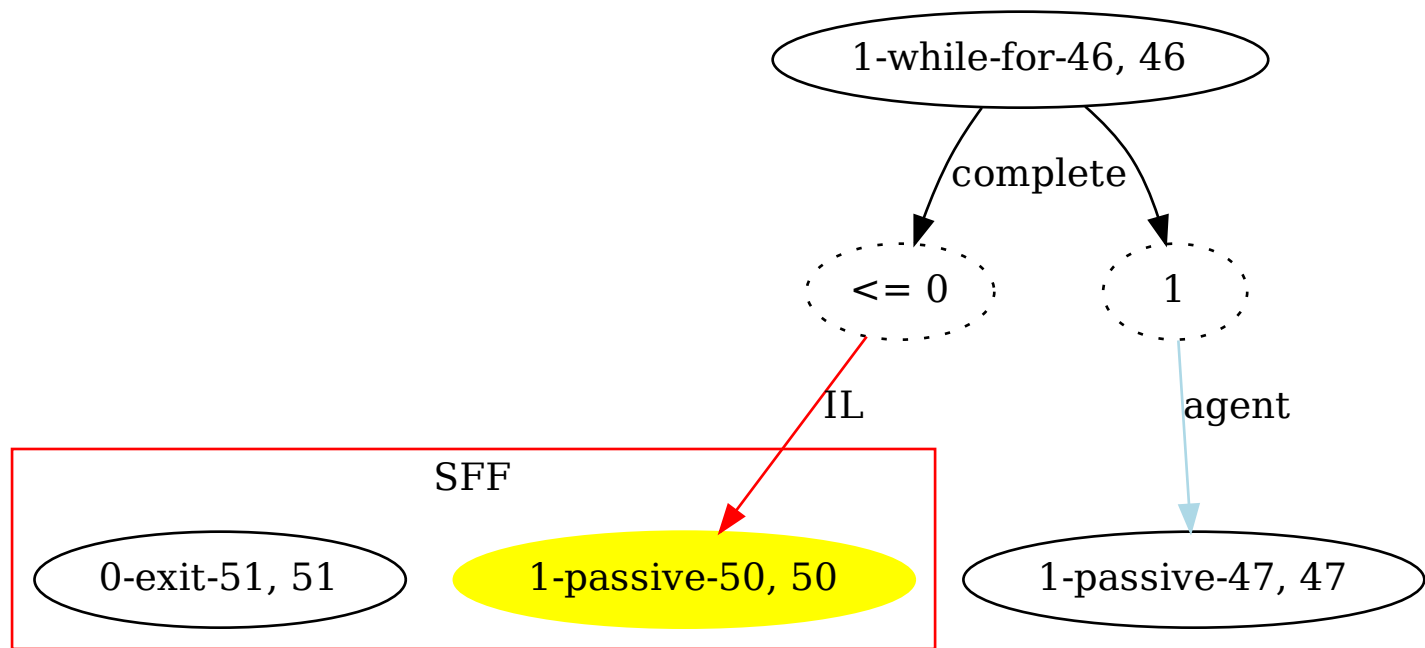 1-while-for-46, 46
complete
<= 0
1
IL
agent
SFF
0-exit-51, 51
1-passive-50, 50
1-passive-47, 47